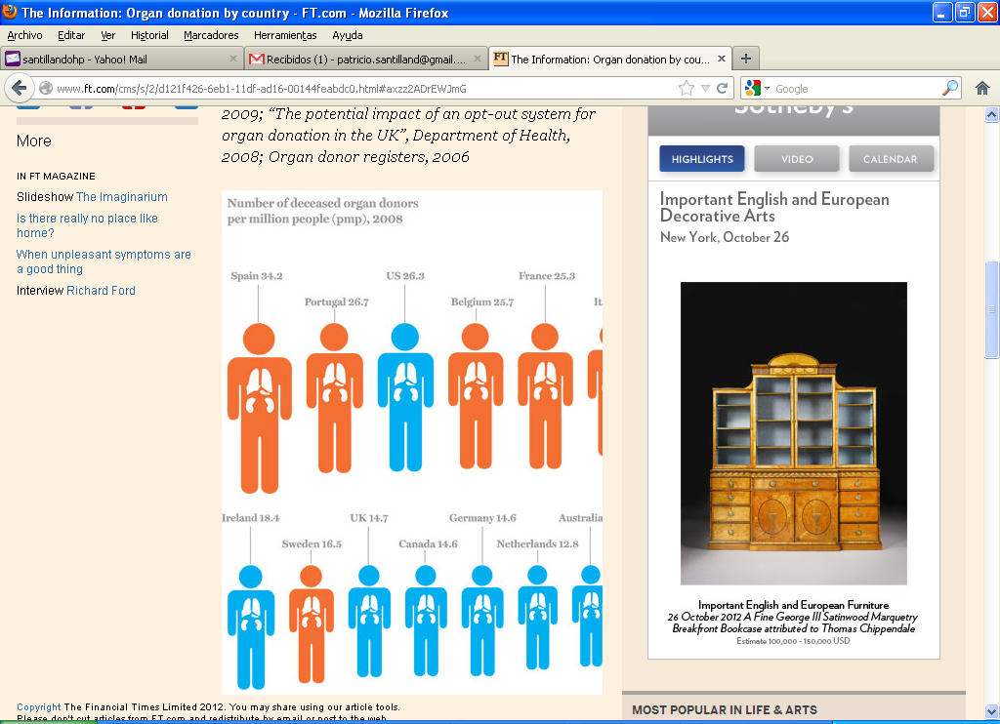 The Information: Organ donation by country - FT.com - Mozilla Firefox
Archivo Editar Ver Historial Marcadores Herramientas Ayuda
santillandohp - Yahoo! Mail
Recibidos (1) - patricio.santilland@gmail....
FT The Information: Organ donation by cou...
www.ft.com/cms/s/2/d121f426-6eb1-11df-ad16-00144feabdc0.html#axzz2ADrEWJmG
Google
More
IN FT MAGAZINE
Slideshow The Imaginarium
Is there really no place like
home?
When unpleasant symptoms are
a good thing
Interview Richard Ford
2009; “The potential impact of an opt-out system for
organ donation in the UK”, Department of Health,
2008; Organ donor registers, 2006
Number of deceased organ donors
per million people (pmp), 2008
Spain 34.2
US 26.3
France 25.3
Portugal 26.7
Belgium 25.7
It
Ireland 18.4
UK 14.7
Germany 14.6
Australia
Sweden 16.5
Canada 14.6
Netherlands 12.8
Sotheby's
HIGHLIGHTS
VIDEO
CALENDAR
Important English and European
Decorative Arts
New York, October 26
Important English and European Furniture
26 October 2012 A Fine George III Satinwood Marquetry
Breakfront Bookcase attributed to Thomas Chippendale
Estimate 100,000 - 150,000 USD
MOST POPULAR IN LIFE & ARTS
Copyright The Financial Times Limited 2012. You may share using our article tools.
Please don't cut articles from FT.com and redistribute by email or post to the web.